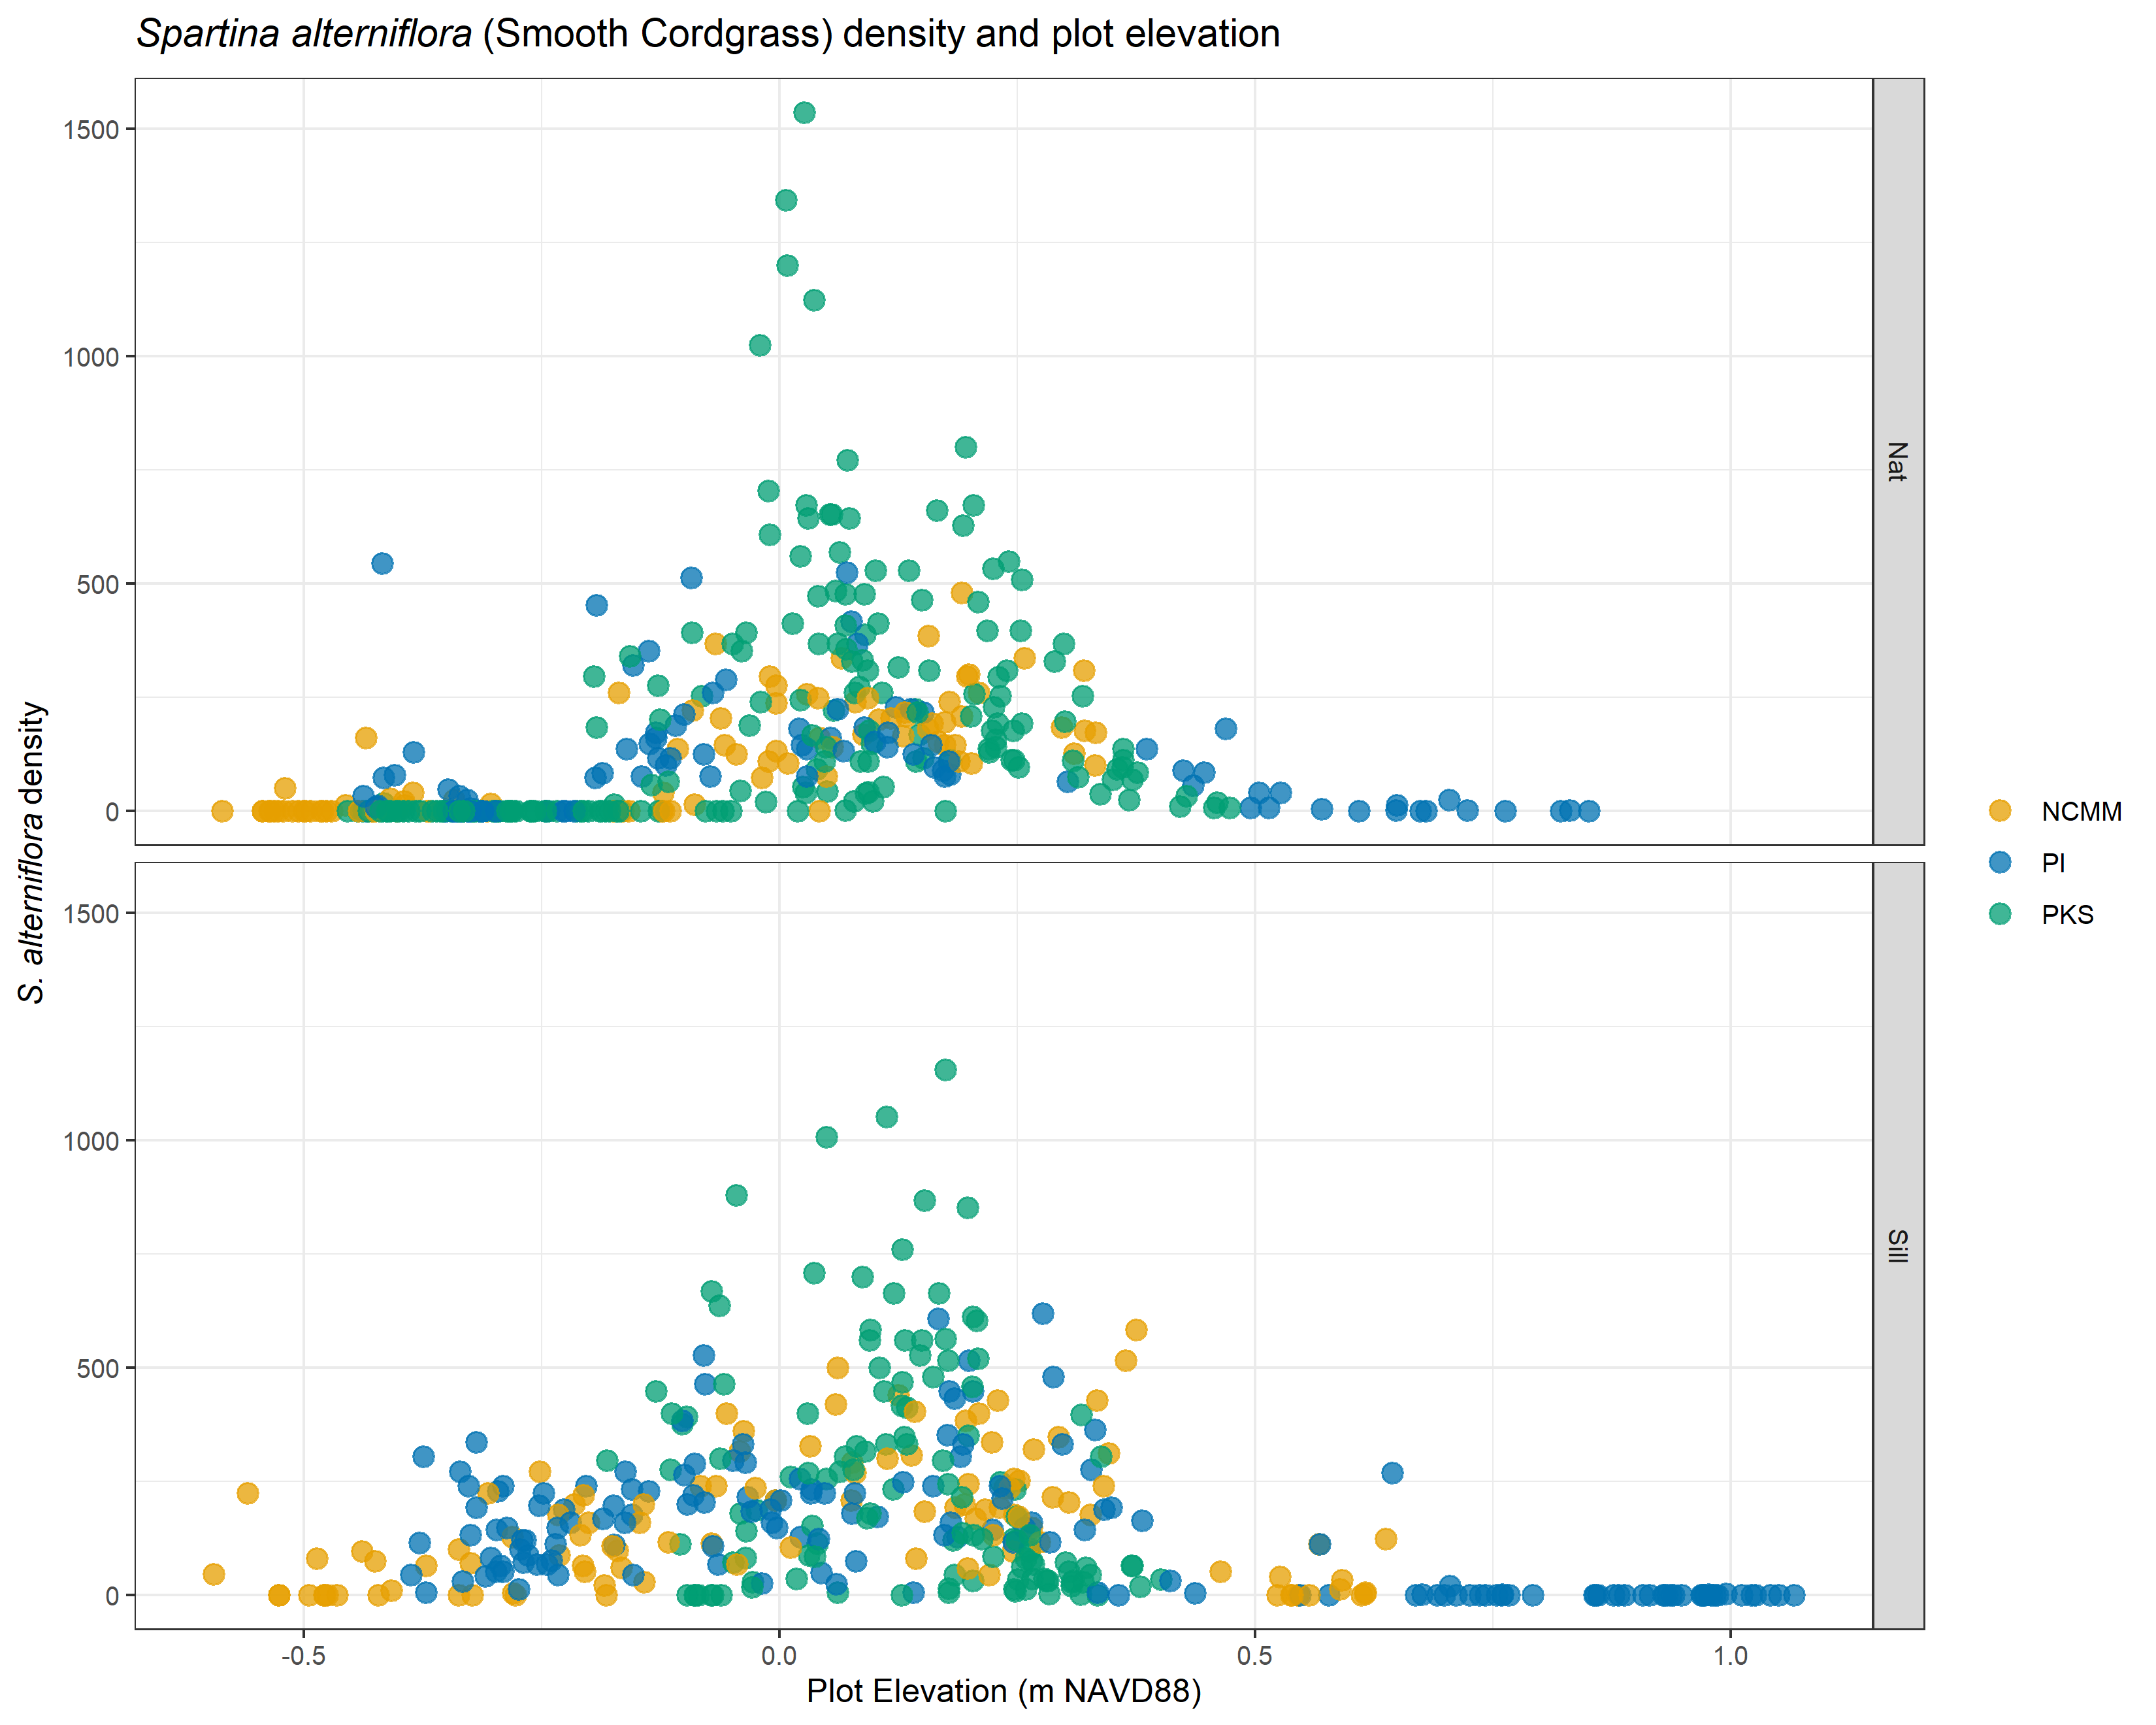 Spartina alterniflora (Smooth Cordgrass) density and plot elevation
1500
1000
500
0
Nat
1500
1000
500
0
Sill
S. alterniflora density
-0.5
0.0
0.5
1.0
Plot Elevation (m NAVD88)
NCMM
PI
PKS